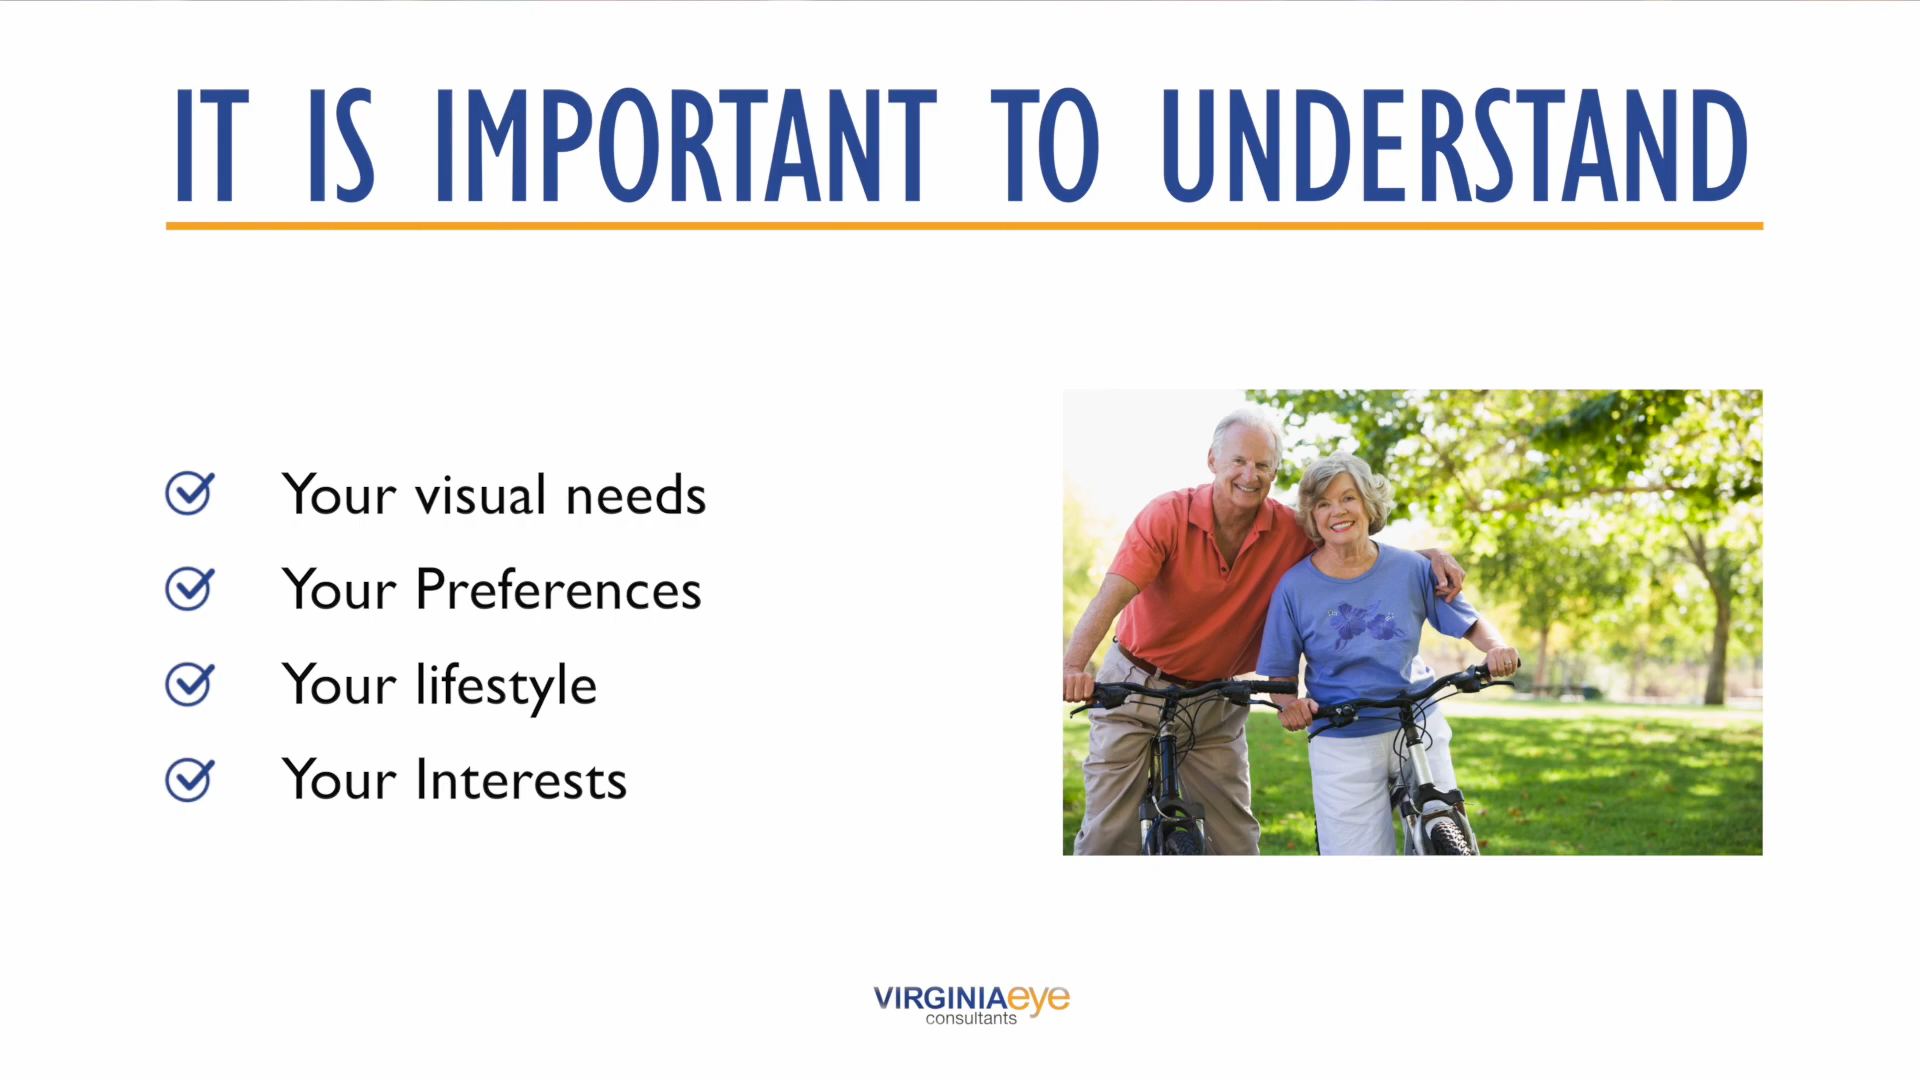 IT IS IMPORTANT TO UNDERSTAND
Your visual needs
Your Preferences
Your lifestyle
Your Interests
VIRGINIAeye
consultants